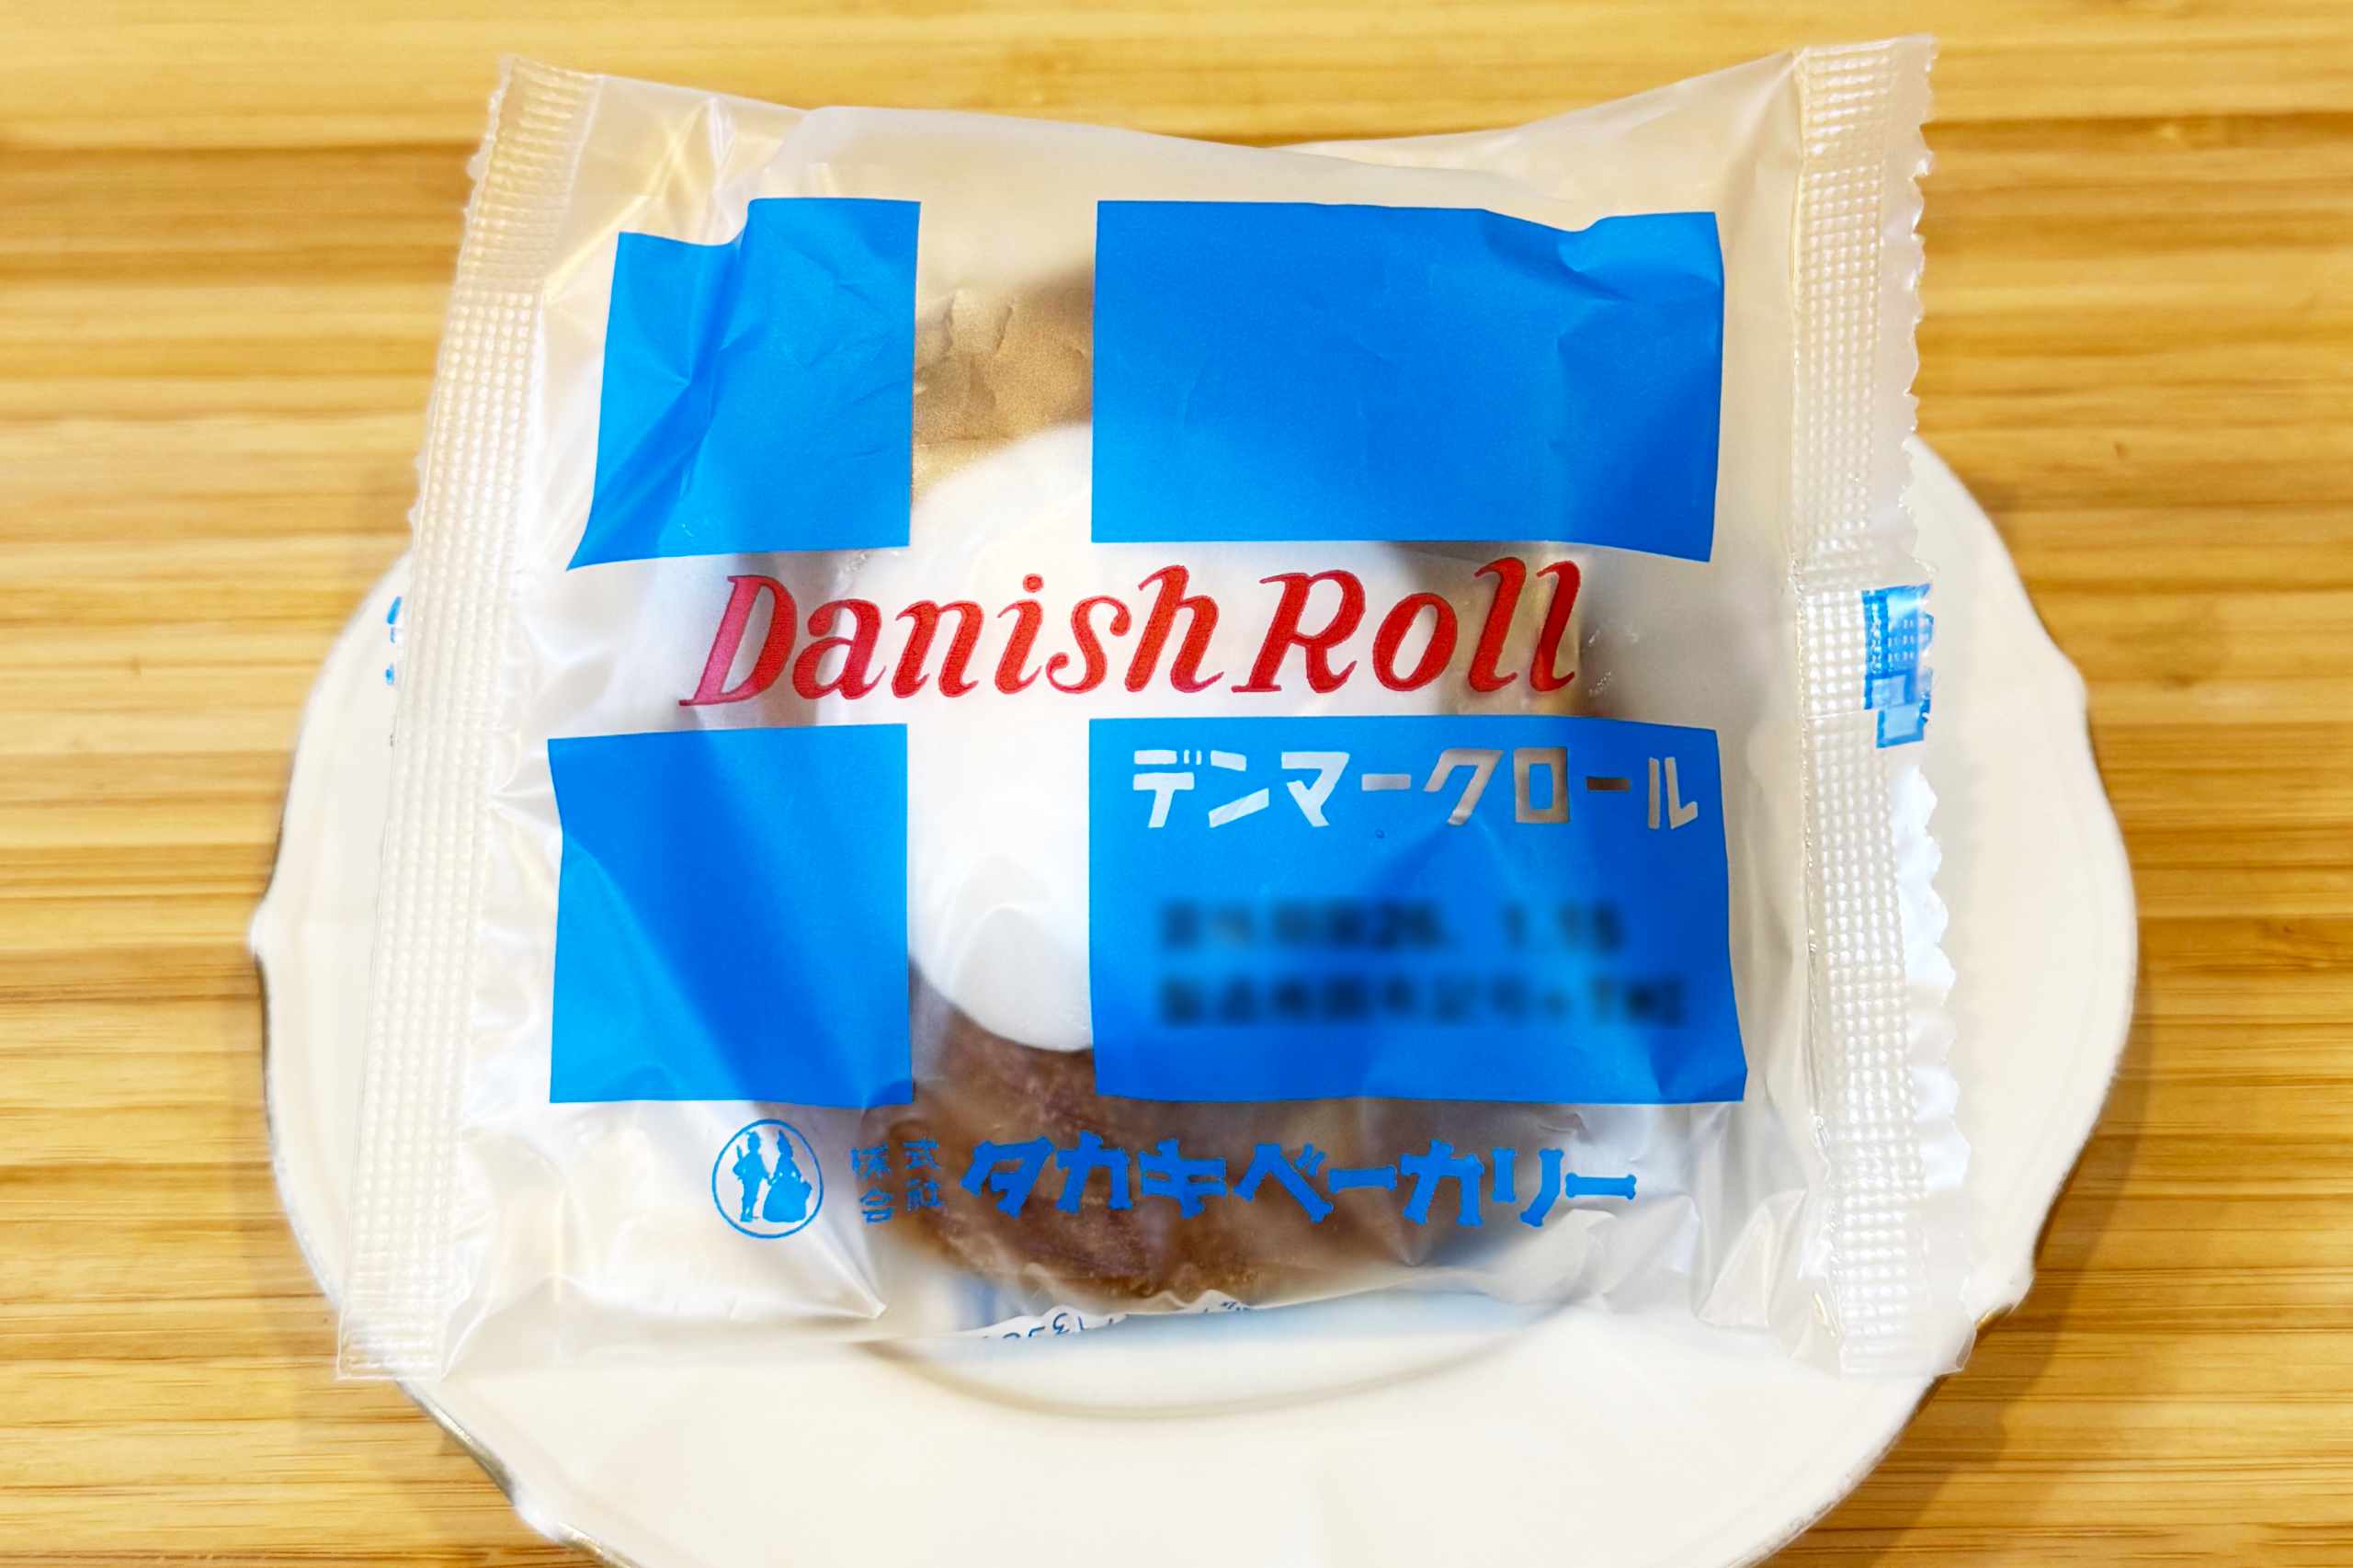 Danish Roll
デンマークロール
株式会社 タカキベーカリー